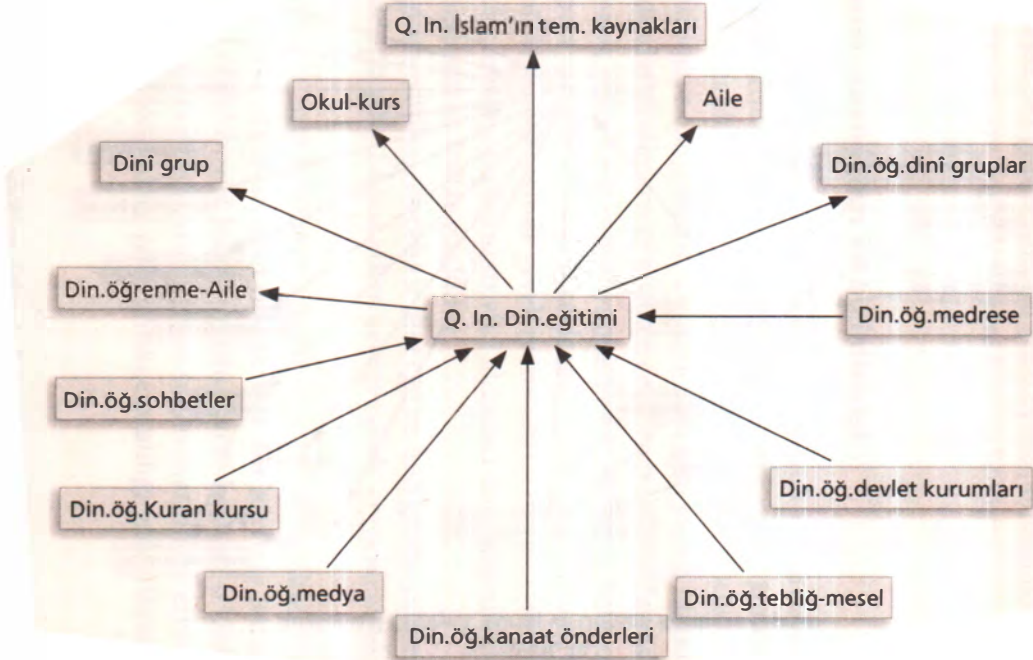 Q. In. İslam'ın tem. kaynakları
Okul-kurs
Aile
Dinî grup
Din.öğ.dinî gruplar
Din.öğrenme-Aile
Q. In. Din.eğitimi
Din.öğ.medrese
Din.öğ.sohbetler
Din.öğ.Kuran kursu
Din.öğ.devlet kurumları
Din.öğ.medya
Din.öğ.tebliğ-mesel
Din.öğ.kanaat önderleri